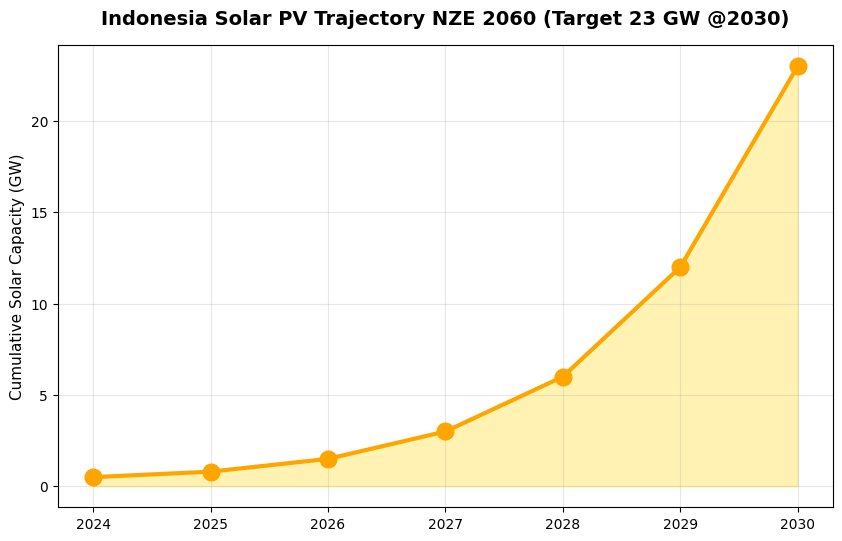 Indonesia Solar PV Trajectory NZE 2060 (Target 23 GW @2030)
Cumulative Solar Capacity (GW)
20
15
10
5
0
2024 2025 2026 2027 2028 2029 2030